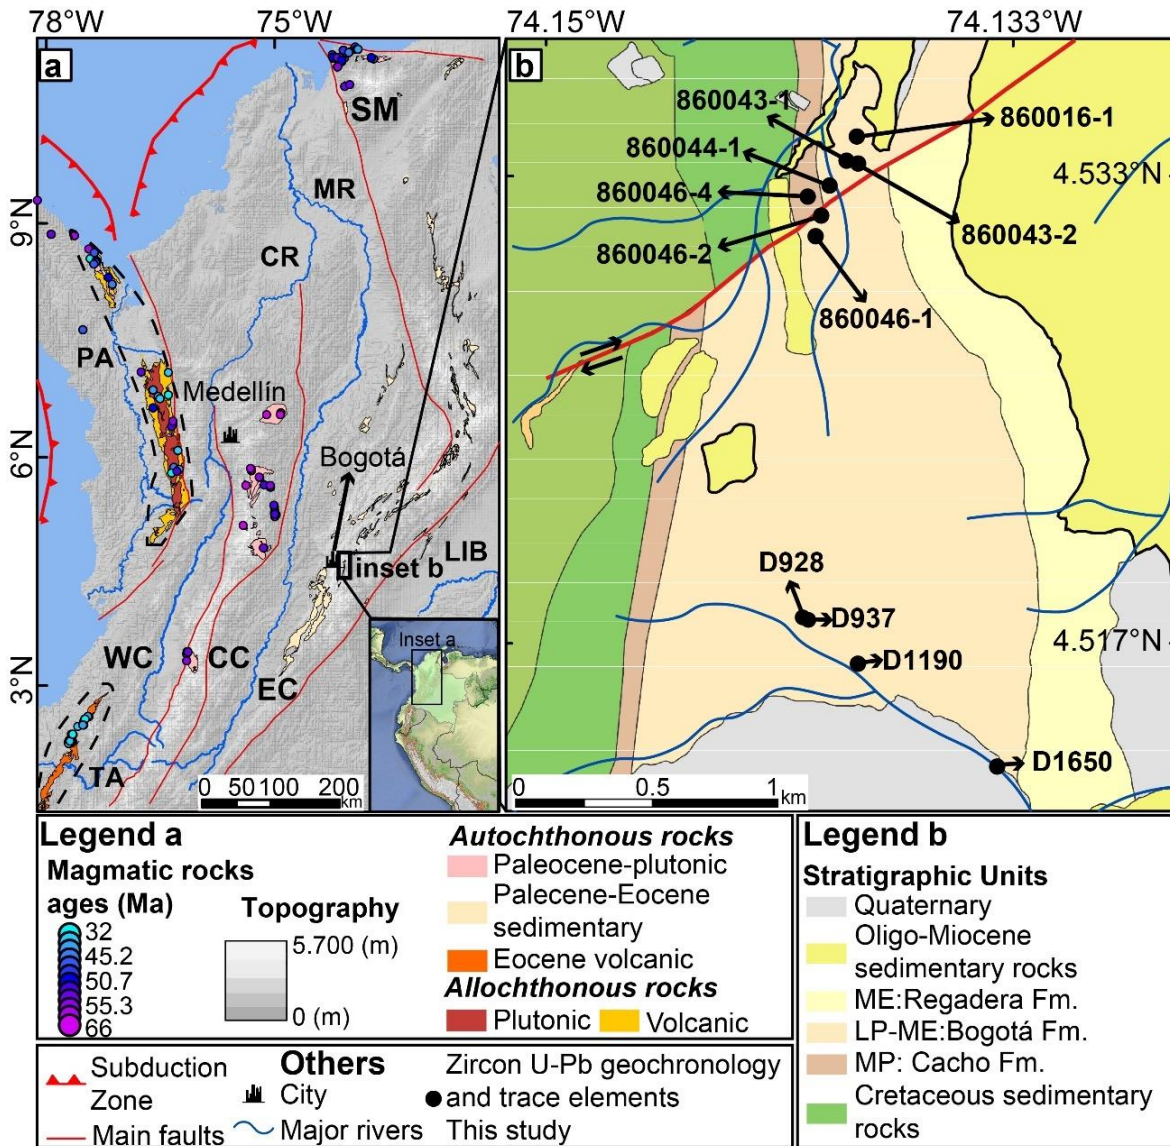 78°W
75°W
74.15°W
74.133°W
a
b
SM
MR
CR
9°N
PA
Medellín
6°N
Bogotá
LIB
inset b
WC
CC
EC
3°N
TA
Inset a
0 50 100 200
km
860043-1
860016-1
860044-1
4.533°N
860046-4
860043-2
860046-2
860046-1
D928
D937
4.517°N
D1190
D1650
0 0.5 1
km
Legend a
Magmatic rocks
ages (Ma)
32
45.2
50.7
55.3
66
Topography
5.700 (m)
0 (m)
Autochthonous rocks
Paleocene-plutonic
Palecene-Eocene
sedimentary
Eocene volcanic
Allochthonous rocks
Plutonic
Volcanic
Others
Subduction
Zone
Main faults
City
Major rivers
Zircon U-Pb geochronology
and trace elements
This study
Legend b
Stratigraphic Units
Quaternary
Oligo-Miocene
sedimentary rocks
ME:Regadera Fm.
LP-ME:Bogotá Fm.
MP: Cacho Fm.
Cretaceous sedimentary
rocks